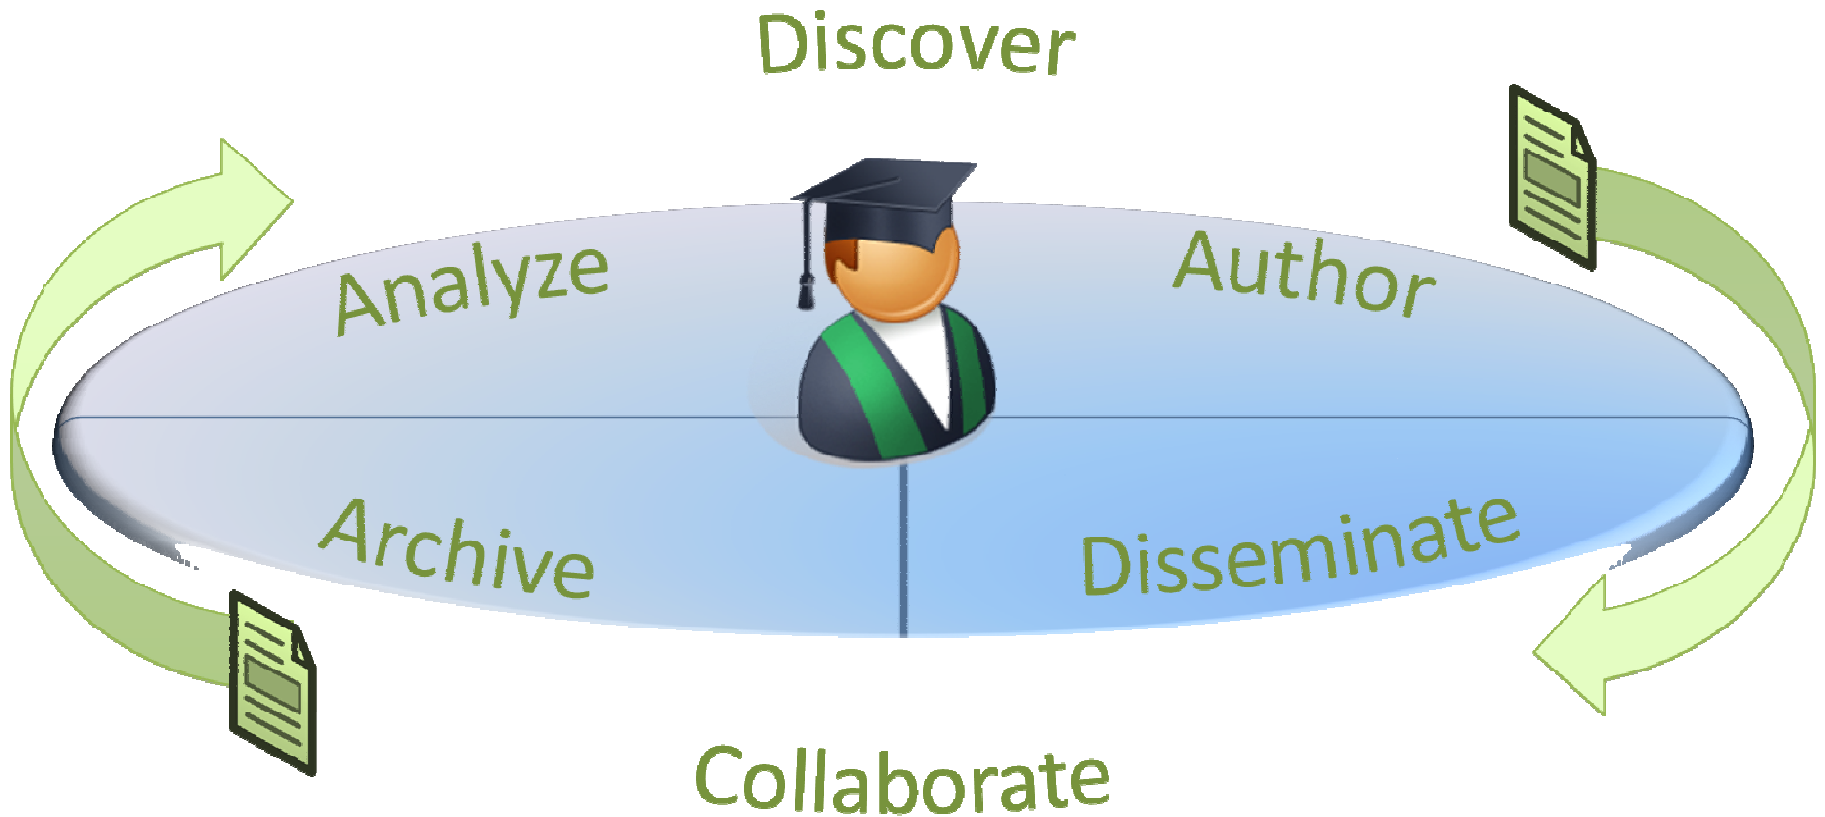 Discover
Analyze
Author
Archive
Disseminate
Collaborate